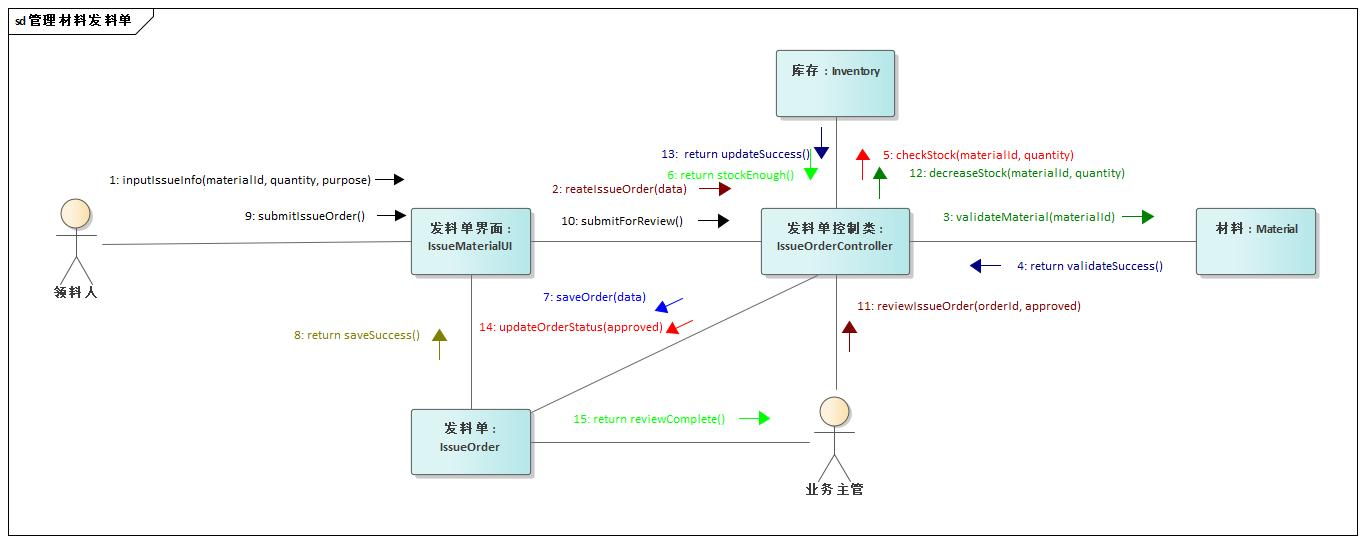 sd 管理材料发料单
库存：Inventory
13:  return updateSuccess()
5: checkStock(materialId, quantity)
6: return stockEnough()
12: decreaseStock(materialId, quantity)
1: inputIssueInfo(materialId, quantity, purpose)
2: reateIssueOrder(data)
9: submitIssueOrder()
10: submitForReview()
3: validateMaterial(materialId)
发料单界面：
IssueMaterialUI
发料单控制类：
IssueOrderController
材料：Material
4: return validateSuccess()
领料人
7: saveOrder(data)
11: reviewIssueOrder(orderId, approved)
14: updateOrderStatus(approved)
8: return saveSuccess()
15: return reviewComplete()
发料单：
IssueOrder
业务主管